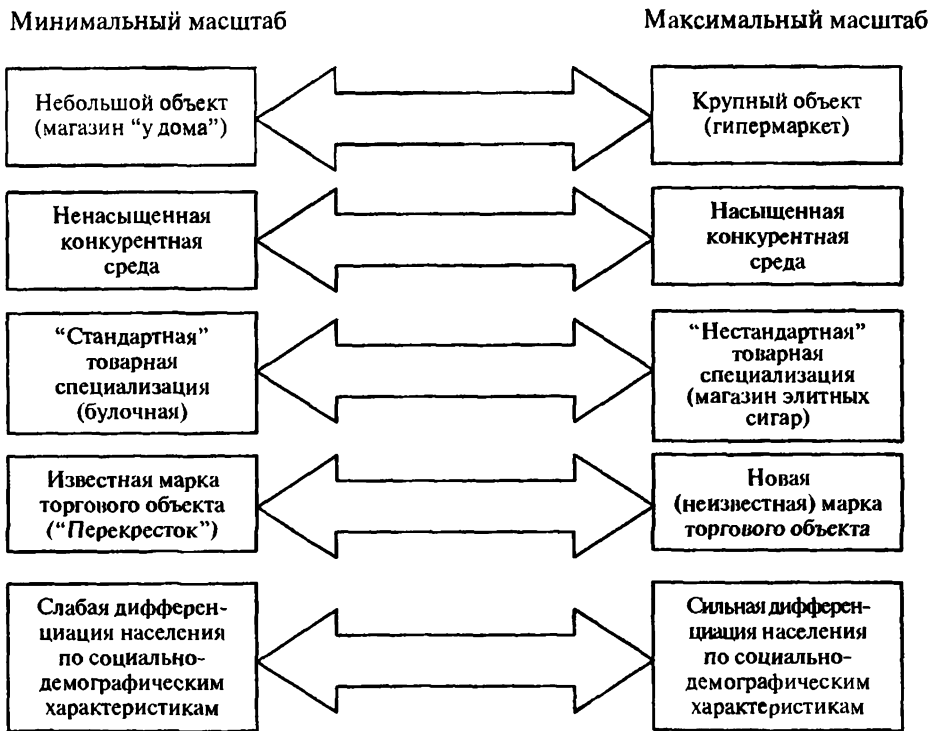 Минимальный масштаб
Максимальный масштаб
Небольшой объект
(магазин “у дома”)
Крупный объект
(гипермаркет)
Ненасыщенная
конкурентная
среда
Насыщенная
конкурентная
среда
“Стандартная”
товарная
специализация
(булочная)
“Нестандартная”
товарная
специализация
(магазин элитных
сигар)
Известная марка
торгового объекта
(“Перекресток”)
Новая
(неизвестная) марка
торгового объекта
Слабая дифферен-
циация населения
по социально-
демографическим
характеристикам
Сильная дифферен-
циация населения
по социально-
демографическим
характеристикам